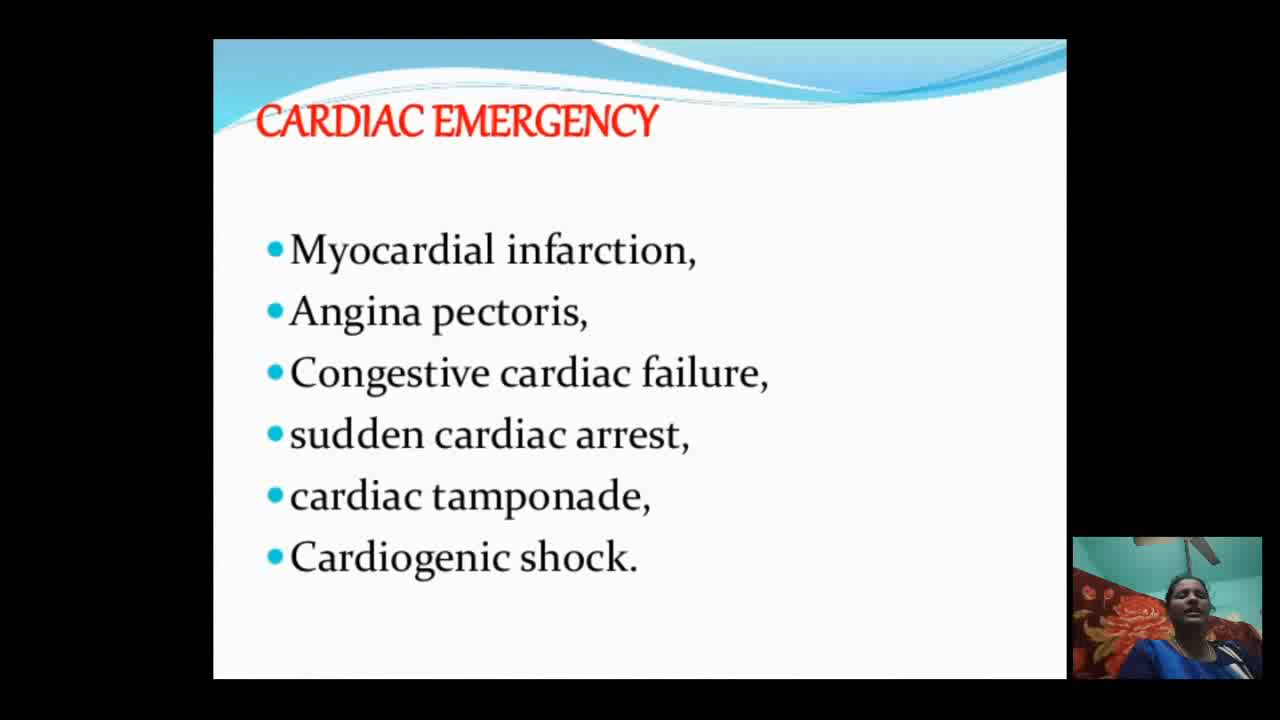 CARDIAC EMERGENCY
•Myocardial infarction,
•Angina pectoris,
•Congestive cardiac failure,
•sudden cardiac arrest,
•cardiac tamponade,
•Cardiogenic shock.